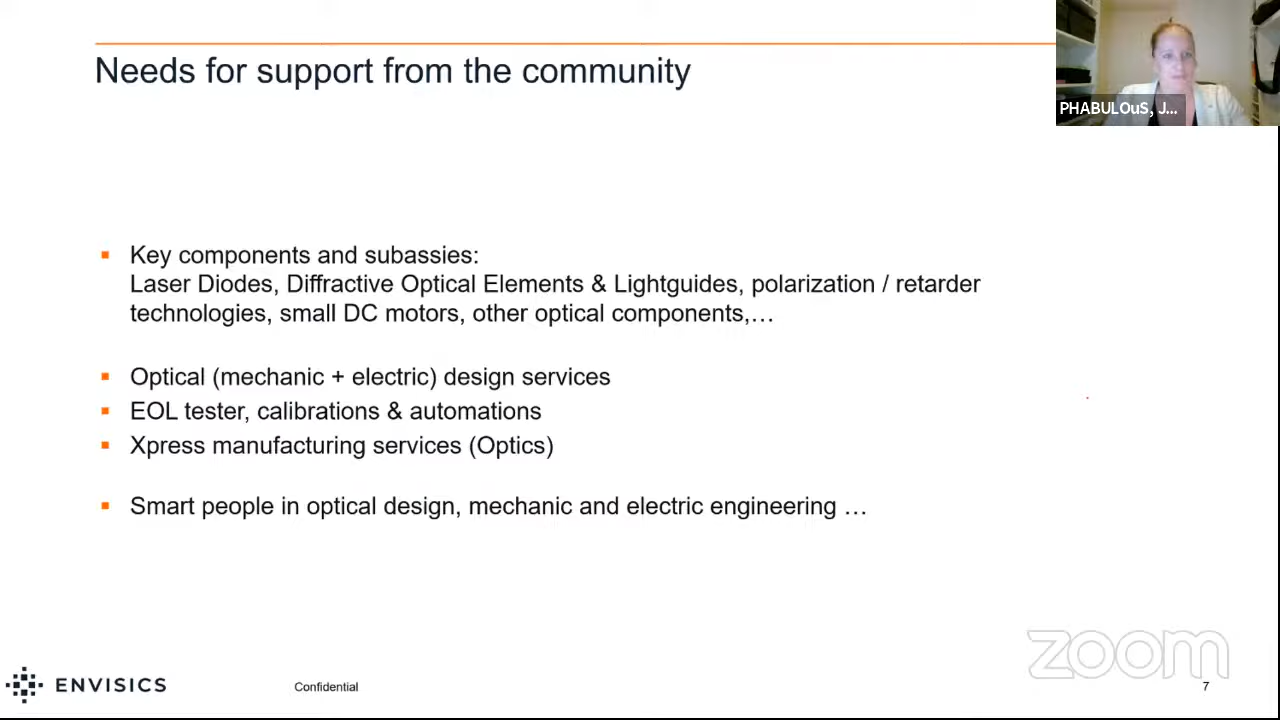 Needs for support from the community
PHABULOuS, J...
Key components and subassies:
Laser Diodes, Diffractive Optical Elements & Lightguides, polarization / retarder
technologies, small DC motors, other optical components,…
Optical (mechanic + electric) design services
EOL tester, calibrations & automations
Xpress manufacturing services (Optics)
Smart people in optical design, mechanic and electric engineering …
zoom
ENVISICS
Confidential
7